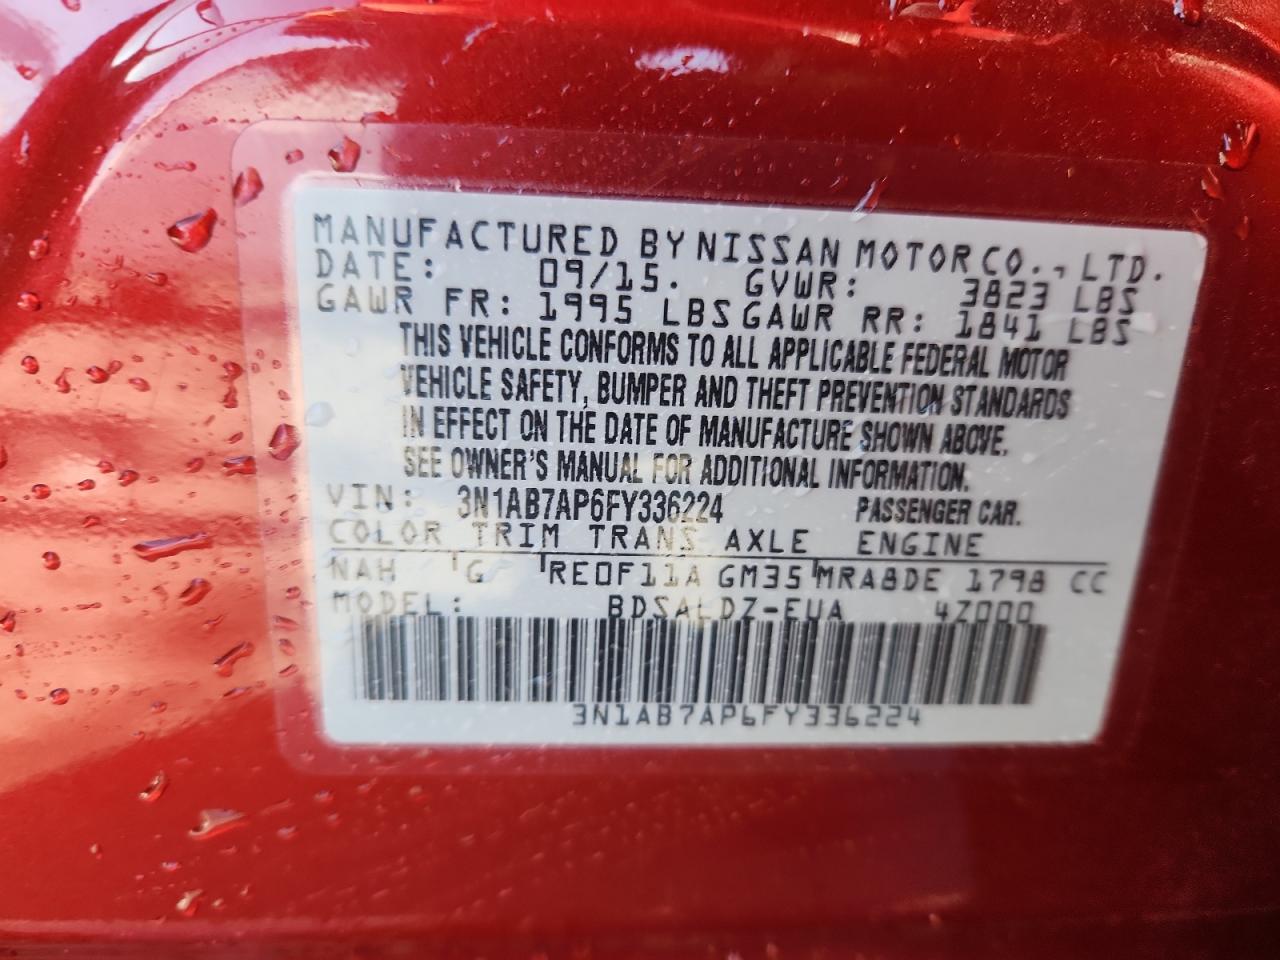 MANUFACTURED BY NISSAN MOTOR CO., LTD.
DATE: 09/15. GVWR: 3823 LBS
GAWR FR: 1995 LBS GAWR RR: 1841 LBS
THIS VEHICLE CONFORMS TO ALL APPLICABLE FEDERAL MOTOR
VEHICLE SAFETY, BUMPER AND THEFT PREVENTION STANDARDS
IN EFFECT ON THE DATE OF MANUFACTURE SHOWN ABOVE.
SEE OWNER'S MANUAL FOR ADDITIONAL INFORMATION.
VIN: 3N1AB7AP6FY336224 PASSENGER CAR.
COLOR TRIM TRANS AXLE ENGINE
NAH G RE0F11A GM35 MRA8DE 1798 CC
MODEL: BDSALDZ-EUA 4Z000
3N1AB7AP6FY336224